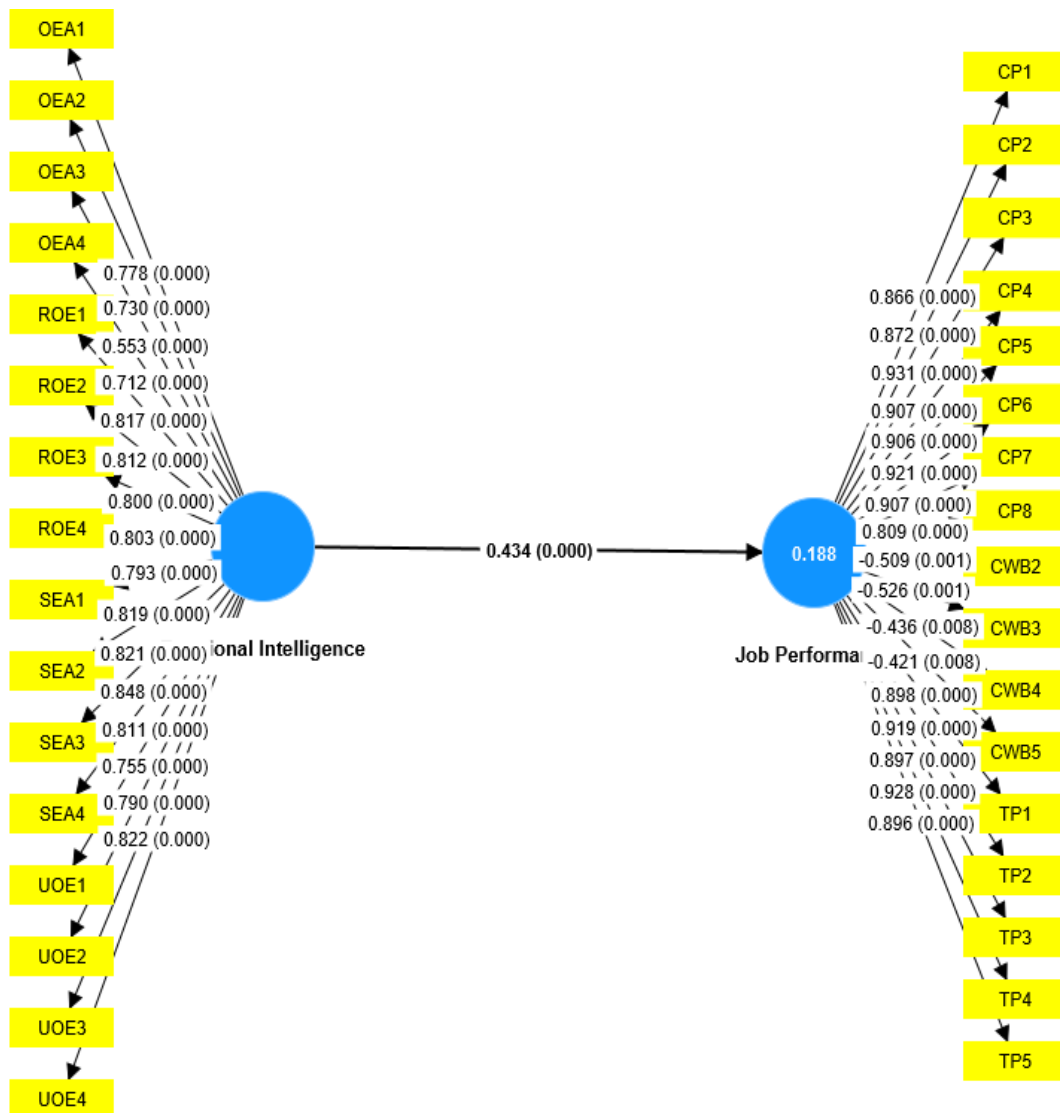 OEA1
OEA2
OEA3
OEA4
ROE1
ROE2
ROE3
ROE4
SEA1
SEA2
SEA3
SEA4
UOE1
UOE2
UOE3
UOE4
0.778 (0.000)
0.730 (0.000)
0.553 (0.000)
0.712 (0.000)
0.817 (0.000)
0.812 (0.000)
0.800 (0.000)
0.803 (0.000)
0.793 (0.000)
0.819 (0.000)
0.821 (0.000)
0.848 (0.000)
0.811 (0.000)
0.755 (0.000)
0.790 (0.000)
0.822 (0.000)
Intelligence
0.434 (0.000)
0.188
Job
0.866 (0.000)
0.872 (0.000)
0.931 (0.000)
0.907 (0.000)
0.906 (0.000)
0.921 (0.000)
0.907 (0.000)
0.809 (0.000)
-0.509 (0.001)
-0.526 (0.001)
-0.436 (0.008)
-0.421 (0.008)
0.898 (0.000)
0.919 (0.000)
0.897 (0.000)
0.928 (0.000)
0.896 (0.000)
CP1
CP2
CP3
CP4
CP5
CP6
CP7
CP8
CWB2
CWB3
CWB4
CWB5
TP1
TP2
TP3
TP4
TP5